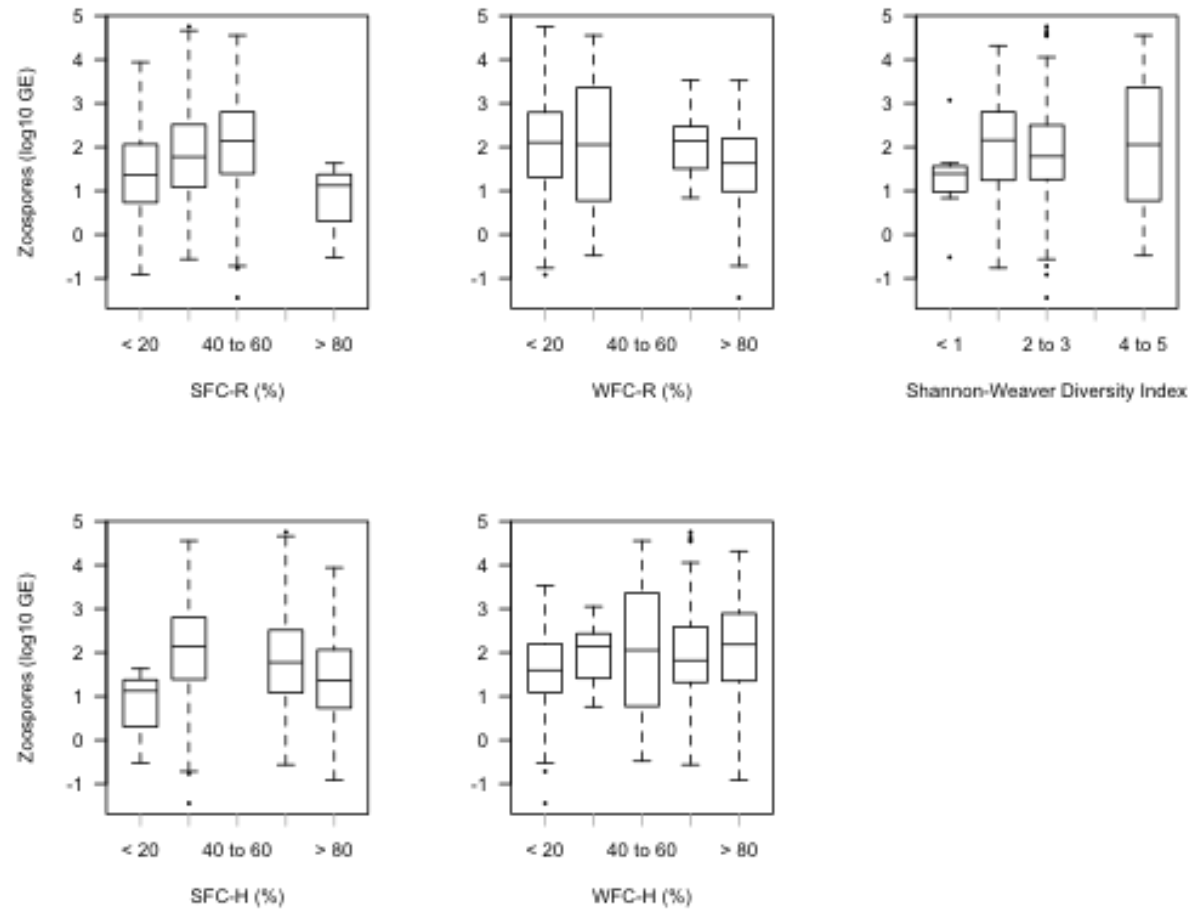 5
4
3
2
1
0
-1
Zoospores (log10 GE)
< 20 40 to 60 > 80
SFC-R (%)
5
4
3
2
1
0
-1
< 20 40 to 60 > 80
WFC-R (%)
5
4
3
2
1
0
-1
< 1 2 to 3 4 to 5
Shannon-Weaver Diversity Index
5
4
3
2
1
0
-1
Zoospores (log10 GE)
< 20 40 to 60 > 80
SFC-H (%)
5
4
3
2
1
0
-1
< 20 40 to 60 > 80
WFC-H (%)